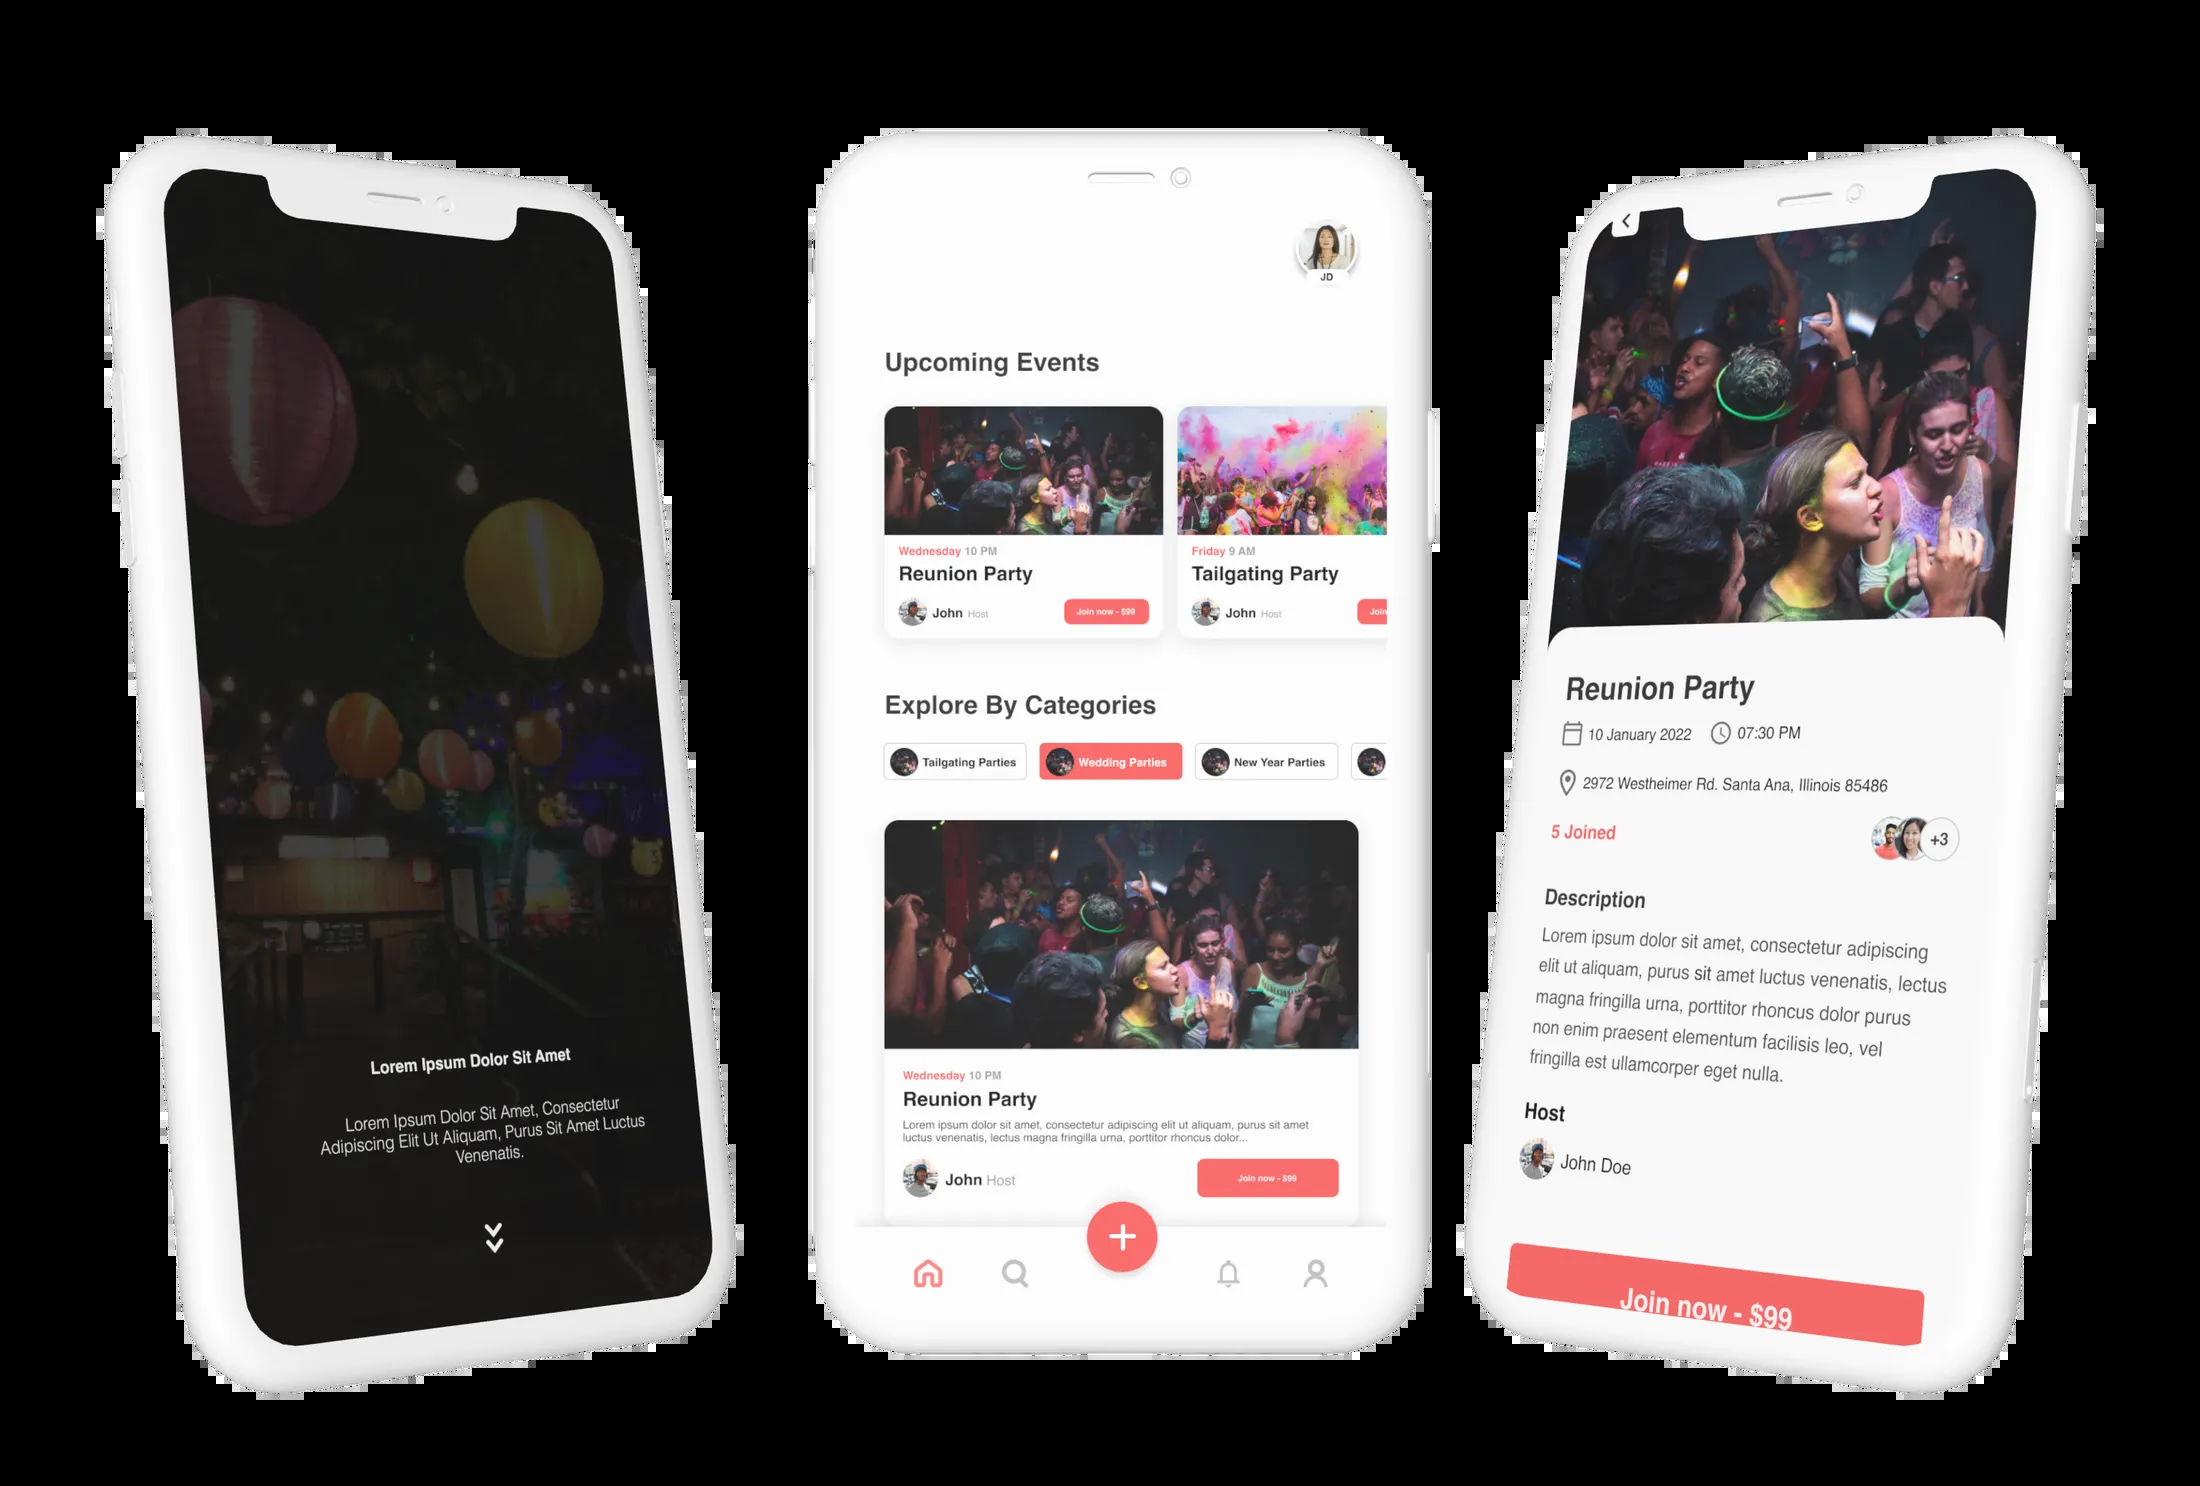 Lorem Ipsum Dolor Sit Amet
Lorem Ipsum Dolor Sit Amet, Consectetur
Adipiscing Elit Ut Aliquam, Purus Sit Amet Luctus
Venenatis.
JD
Upcoming Events
Wednesday 10 PM
Reunion Party
John Host
Join now - $99
Friday 9 AM
Tailgating Party
John Host
Join
Explore By Categories
Tailgating Parties
Wedding Parties
New Year Parties
Wednesday 10 PM
Reunion Party
Lorem ipsum dolor sit amet, consectetur adipiscing elit ut aliquam, purus sit amet
luctus venenatis, lectus magna fringilla urna, porttitor rhoncus dolor...
John Host
Join now - $99
Reunion Party
10 January 2022 07:30 PM
2972 Westheimer Rd. Santa Ana, Illinois 85486
5 Joined
+3
Description
Lorem ipsum dolor sit amet, consectetur adipiscing
elit ut aliquam, purus sit amet luctus venenatis, lectus
magna fringilla urna, porttitor rhoncus dolor purus
non enim praesent elementum facilisis leo, vel
fringilla est ullamcorper eget nulla.
Host
John Doe
Join now - $99